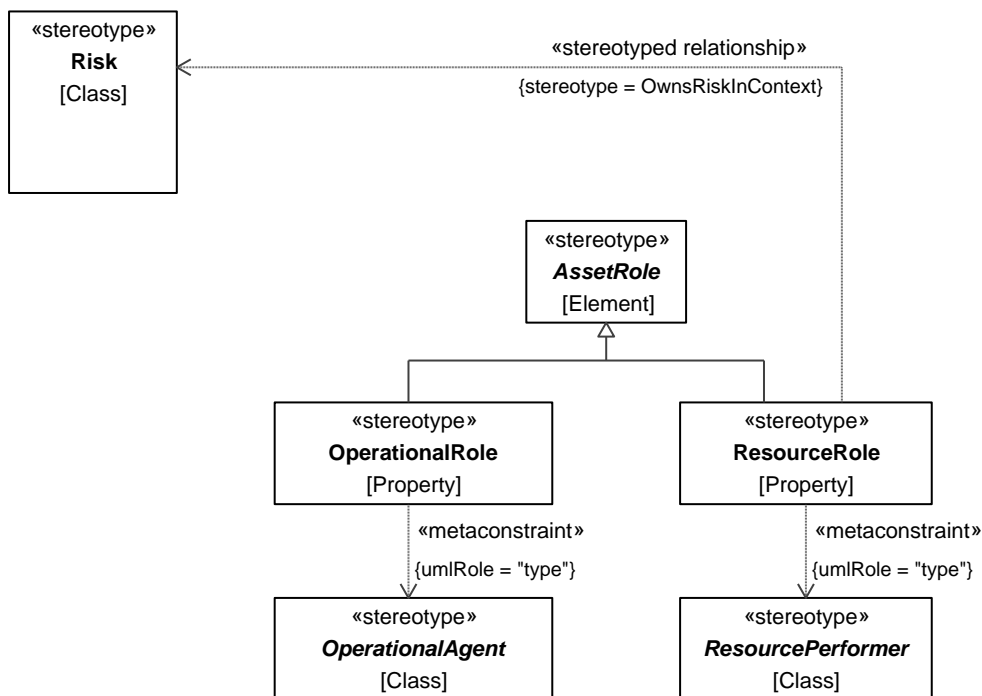 «stereotype»
Risk
[Class]
«stereotyped relationship»
{stereotype = OwnsRiskInContext}
«stereotype»
AssetRole
[Element]
«stereotype»
OperationalRole
[Property]
«stereotype»
ResourceRole
[Property]
«metaconstraint»
{umlRole = "type"}
«metaconstraint»
{umlRole = "type"}
«stereotype»
OperationalAgent
[Class]
«stereotype»
ResourcePerformer
[Class]